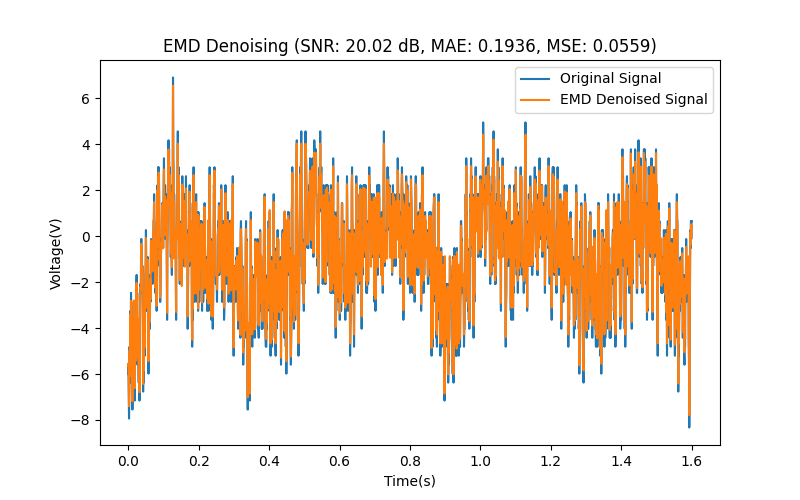 EMD Denoising (SNR: 20.02 dB, MAE: 0.1936, MSE: 0.0559)
Original Signal
EMD Denoised Signal
6
4
2
0
−2
−4
−6
−8
Voltage(V)
0.0 0.2 0.4 0.6 0.8 1.0 1.2 1.4 1.6
Time(s)